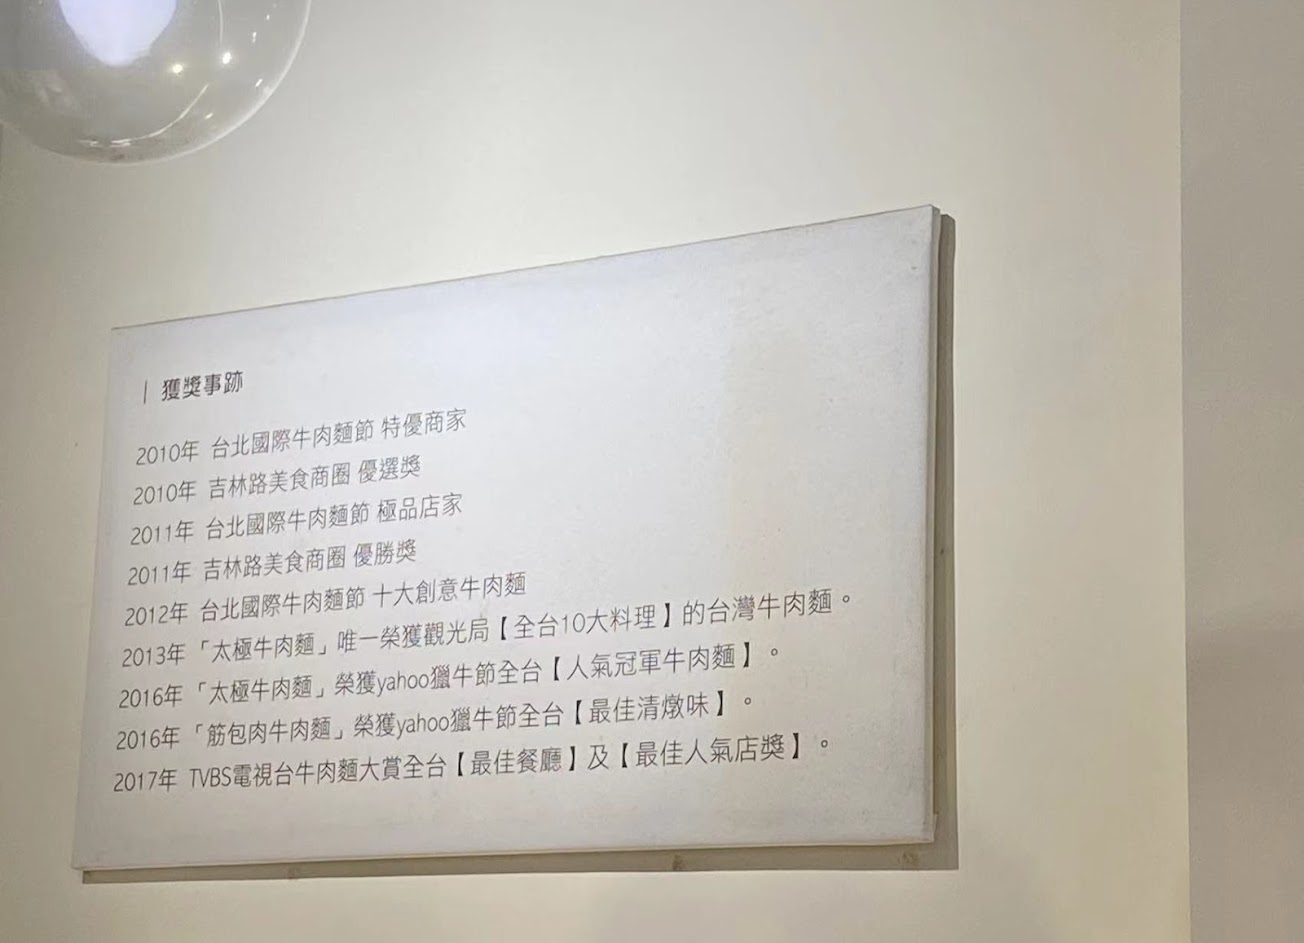 | 獲獎事跡
2010年 台北國際牛肉麵節 特優商家
2010年 吉林路美食商圈 優選獎
2011年 台北國際牛肉麵節 極品店家
2011年 吉林路美食商圈 優勝獎
2012年 台北國際牛肉麵節 十大創意牛肉麵
2013年「太極牛肉麵」唯一榮獲觀光局【全台10大料理】的台灣牛肉麵。
2016年「太極牛肉麵」榮獲yahoo獵牛節全台【人氣冠軍牛肉麵】。
2016年「筋包肉牛肉麵」榮獲yahoo獵牛節全台【最佳清燉味】。
2017年 TVBS電視台牛肉麵大賞全台【最佳餐廳】及【最佳人氣店獎】。